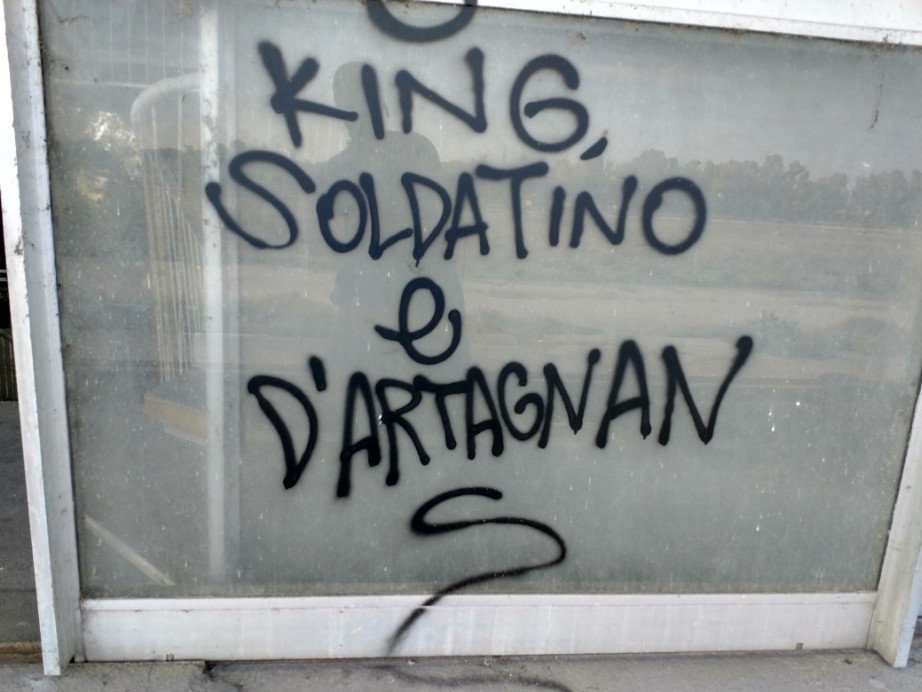 KING,
SOLDATINO
e
D'ARTAGNAN